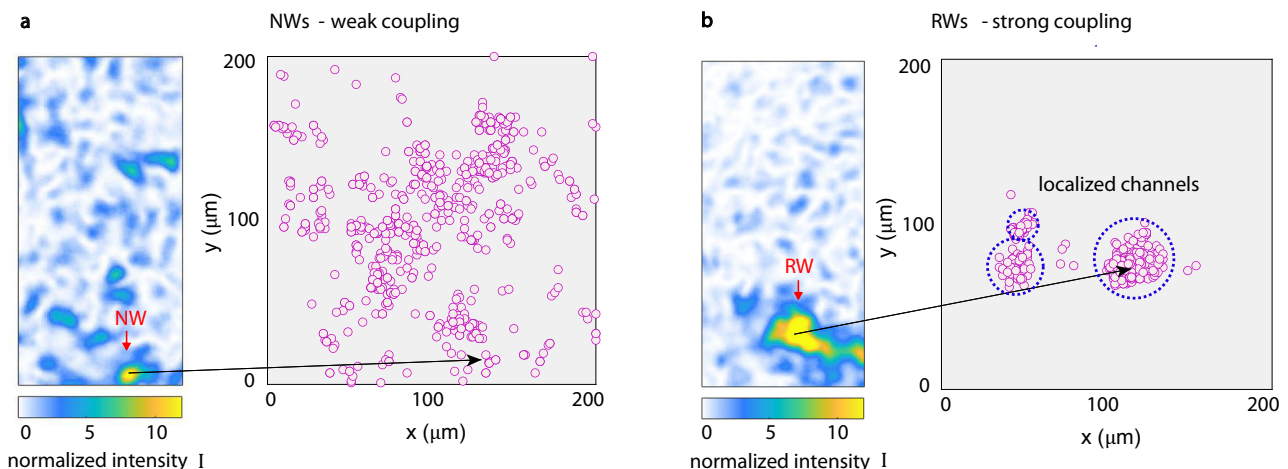 a
NWs - weak coupling
NW
0 5 10
normalized intensity I
200
100
0
y (μm)
0 100 200
x (μm)
b
RWs - strong coupling
RW
0 5 10
normalized intensity I
200
100
0
y (μm)
localized channels
0 100 200
x (μm)